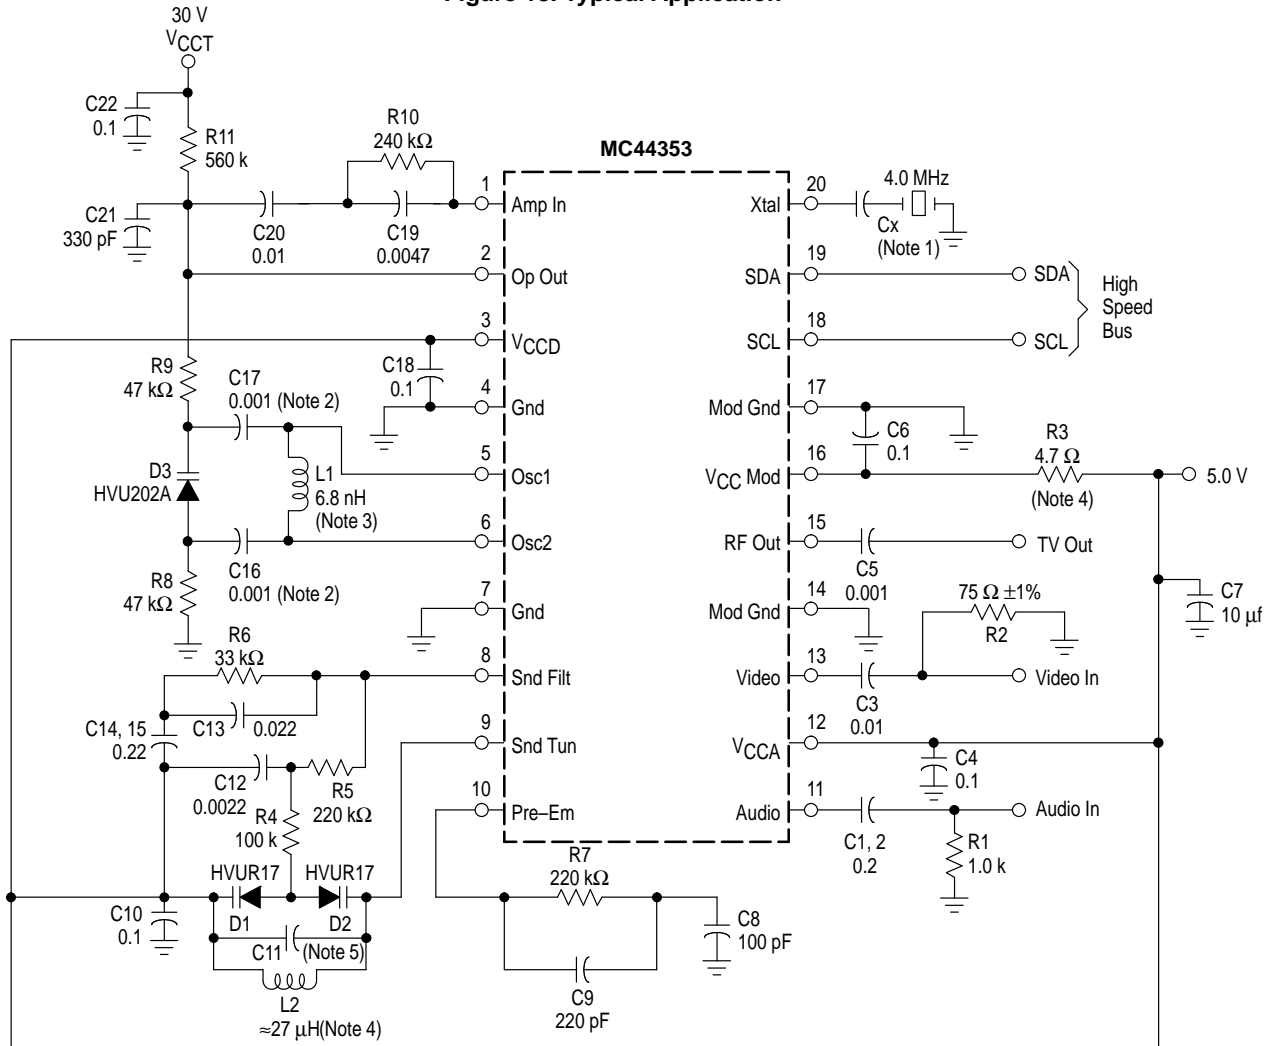 30 V
VCCT
C22
0.1
R11
560 k
R10
240 kΩ
MC44353
C21
330 pF
C20
0.01
C19
0.0047
1
Amp In
2
Op Out
3
VCCD
C18
0.1
4
Gnd
R9
47 kΩ
C17
0.001 (Note 2)
D3
HVU202A
L1
6.8 nH
(Note 3)
5
Osc1
6
Osc2
C16
0.001 (Note 2)
R8
47 kΩ
7
Gnd
R6
33 kΩ
8
Snd Filt
C14, 15
0.22
C13
0.022
9
Snd Tun
C12
0.0022
R5
220 kΩ
R4
100 k
10
Pre–Em
HVUR17
HVUR17
D1
D2
C10
0.1
C11
(Note 5)
L2
≈27 μH(Note 4)
R7
220 kΩ
C8
100 pF
C9
220 pF
20
Xtal
4.0 MHz
Cx
(Note 1)
19
SDA
SDA
High
Speed
Bus
18
SCL
SCL
17
Mod Gnd
C6
0.1
R3
4.7 Ω
(Note 4)
16
VCC Mod
5.0 V
15
RF Out
C5
0.001
TV Out
14
Mod Gnd
75 Ω ±1%
R2
C7
10 μf
13
Video
C3
0.01
Video In
12
VCCA
C4
0.1
11
Audio
C1, 2
0.2
Audio In
R1
1.0 k